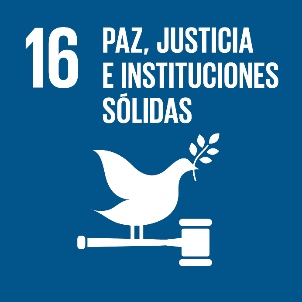 16 PAZ, JUSTICIA
E INSTITUCIONES
SÓLIDAS